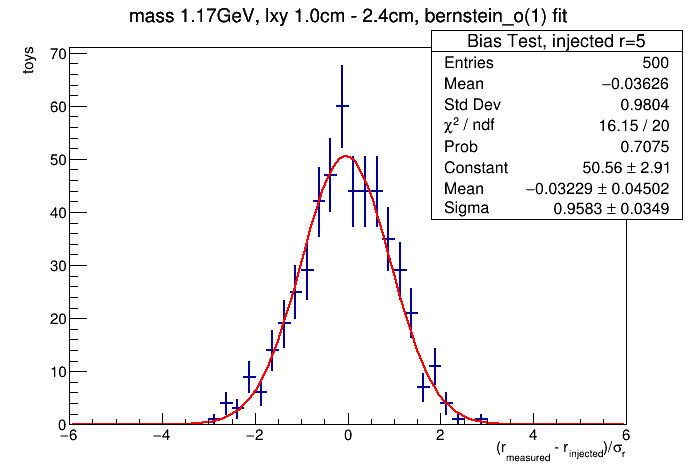 mass 1.17GeV, lxy 1.0cm - 2.4cm, bernstein_o(1) fit
toys
Bias Test, injected r=5
Entries 500
Mean −0.03626
Std Dev 0.9804
χ² / ndf 16.15 / 20
Prob 0.7075
Constant 50.56 ± 2.91
Mean −0.03229 ± 0.04502
Sigma 0.9583 ± 0.0349
70
60
50
40
30
20
10
0
−6 −4 −2 0 2 4 6
(r_measured - r_injected)/σ_r